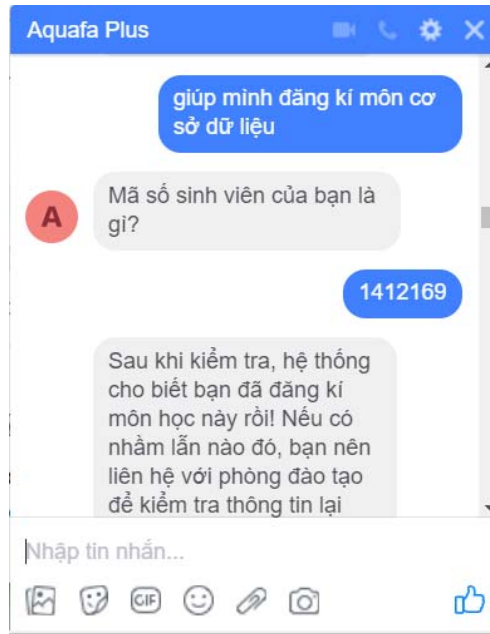 Aquafa Plus
giúp mình đăng kí môn cơ
sở dữ liệu
A
Mã số sinh viên của bạn là
gì?
1412169
Sau khi kiểm tra, hệ thống
cho biết bạn đã đăng kí
môn học này rồi! Nếu có
nhầm lẫn nào đó, bạn nên
liên hệ với phòng đào tạo
để kiểm tra thông tin lại
Nhập tin nhắn...
GIF